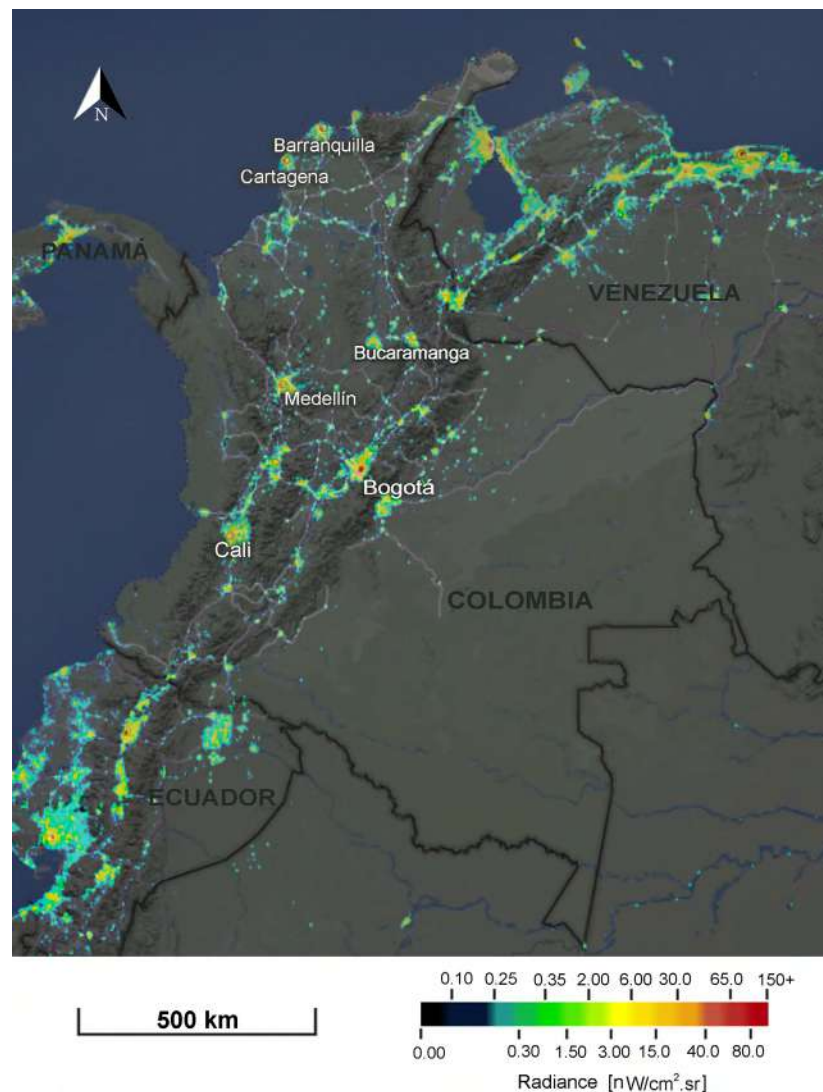 N
Barranquilla
Cartagena
PANAMÁ
VENEZUELA
Bucaramanga
Medellín
Bogotá
Cali
COLOMBIA
ECUADOR
500 km
0.10 0.25 0.35 2.00 6.00 30.0 65.0 150+
0.00 0.30 1.50 3.00 15.0 40.0 80.0
Radiance [nW/cm².sr]